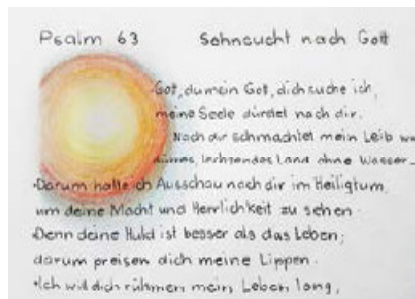 Psalm 63 Sehnsucht nach Gott
Got, du mein Got, dich suche ich,
meine Seele dürstet nach dir.
Nach dir schmachtet mein Leib
dürres, lechzendes Land ohne Wasser.
Darum halte ich Ausschau nach dir im Heiligtum,
um deine Macht und Herrlichkeit zu sehen.
Denn deine Huld ist besser als das Leben;
darum preisen dich meine Lippen.
Ich will dich rühmen mein Leben lang,